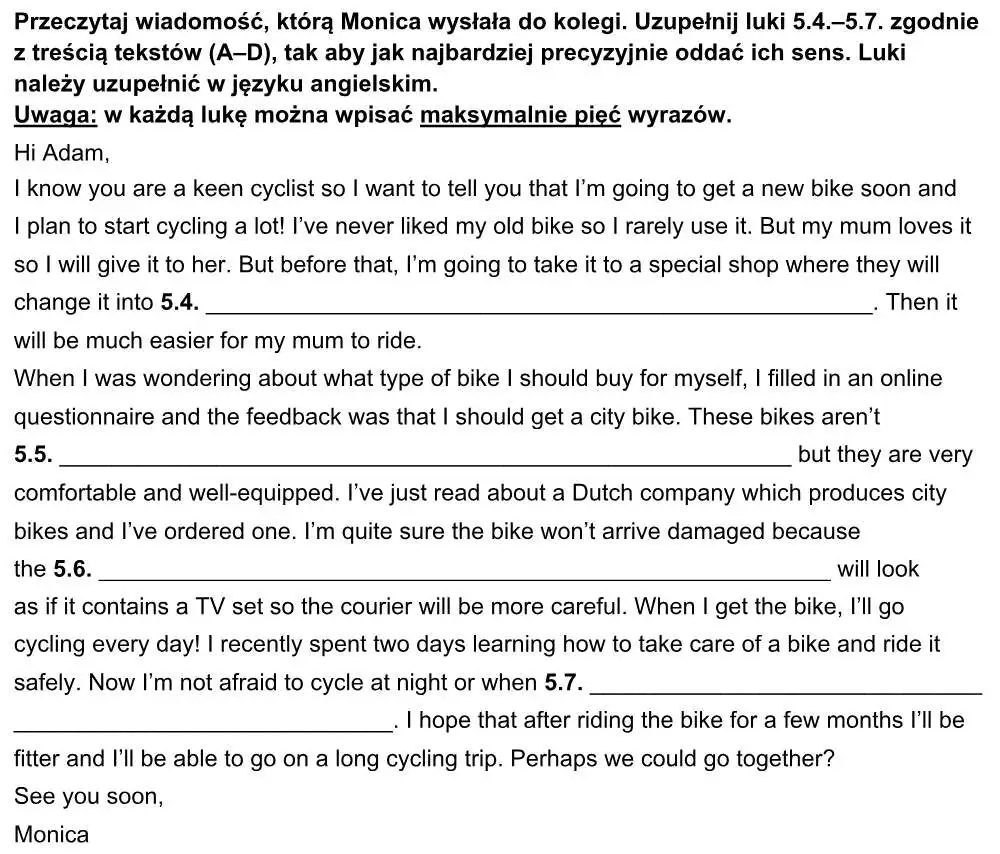 Przeczytaj wiadomość, którą Monica wysłała do kolegi. Uzupełnij luki 5.4.–5.7. zgodnie
z treścią tekstów (A–D), tak aby jak najbardziej precyzyjnie oddać ich sens. Luki
należy uzupełnić w języku angielskim.
Uwaga: w każdą lukę można wpisać maksymalnie pięć wyrazów.
Hi Adam,
I know you are a keen cyclist so I want to tell you that I'm going to get a new bike soon and
I plan to start cycling a lot! I've never liked my old bike so I rarely use it. But my mum loves it
so I will give it to her. But before that, I'm going to take it to a special shop where they will
change it into 5.4. ______________________________. Then it
will be much easier for my mum to ride.
When I was wondering about what type of bike I should buy for myself, I filled in an online
questionnaire and the feedback was that I should get a city bike. These bikes aren't
5.5. ______________________________ but they are very
comfortable and well-equipped. I've just read about a Dutch company which produces city
bikes and I've ordered one. I'm quite sure the bike won't arrive damaged because
the 5.6. ______________________________ will look
as if it contains a TV set so the courier will be more careful. When I get the bike, I'll go
cycling every day! I recently spent two days learning how to take care of a bike and ride it
safely. Now I'm not afraid to cycle at night or when 5.7. ______________________________
______________________________. I hope that after riding the bike for a few months I'll be
fitter and I'll be able to go on a long cycling trip. Perhaps we could go together?
See you soon,
Monica